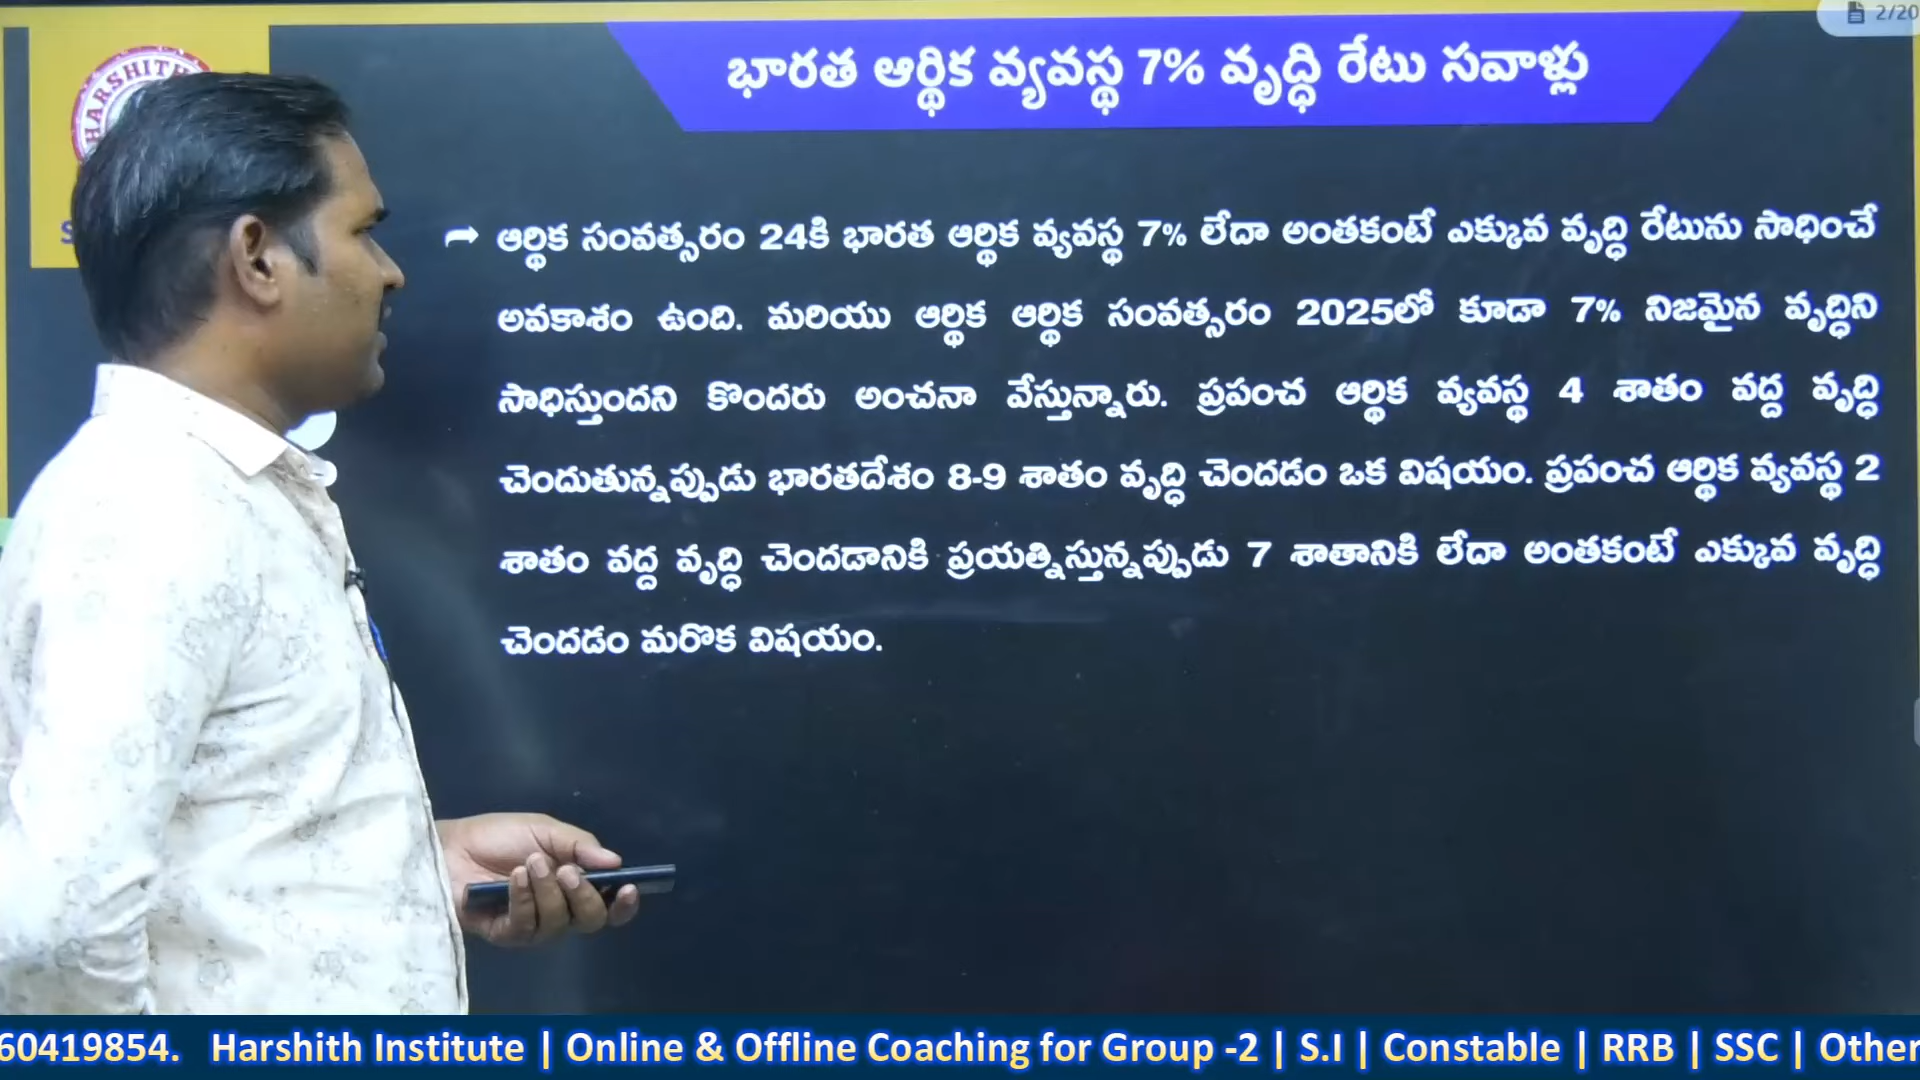 2/20
HARSHITH
భారత ఆర్థిక వ్యవస్థ 7% వృద్ధి రేటు సవాళ్లు
ఆర్థిక సంవత్సరం 24కి భారత ఆర్థిక వ్యవస్థ 7% లేదా అంతకంటే ఎక్కువ వృద్ధి రేటును సాధించే
అవకాశం ఉంది. మరియు ఆర్థిక ఆర్థిక సంవత్సరం 2025లో కూడా 7% నిజమైన వృద్ధిని
సాధిస్తుందని కొందరు అంచనా వేస్తున్నారు. ప్రపంచ ఆర్థిక వ్యవస్థ 4 శాతం వద్ద వృద్ధి
చెందుతున్నప్పుడు భారతదేశం 8-9 శాతం వృద్ధి చెందడం ఒక విషయం. ప్రపంచ ఆర్థిక వ్యవస్థ 2
శాతం వద్ద వృద్ధి చెందడానికి ప్రయత్నిస్తున్నప్పుడు 7 శాతానికి లేదా అంతకంటే ఎక్కువ వృద్ధి
చెందడం మరొక విషయం.
60419854. Harshith Institute | Online & Offline Coaching for Group -2 | S.I | Constable | RRB | SSC | Other